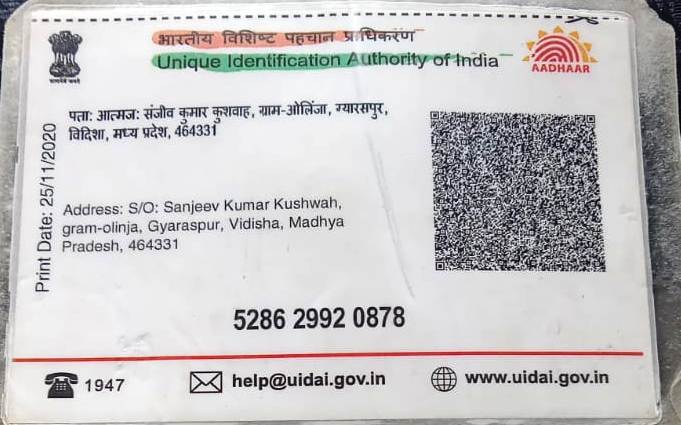 भारतीय विशिष्ट पहचान प्राधिकरण
Unique Identification Authority of India
AADHAAR
पता: आत्मज: संजीव कुमार कुशवाह, ग्राम-ओलिंजा, ग्यारसपुर,
विदिशा, मध्य प्रदेश, 464331
Print Date: 25/11/2020
Address: S/O: Sanjeev Kumar Kushwah,
gram-olinja, Gyaraspur, Vidisha, Madhya
Pradesh, 464331
5286 2992 0878
1947
help@uidai.gov.in
www.uidai.gov.in